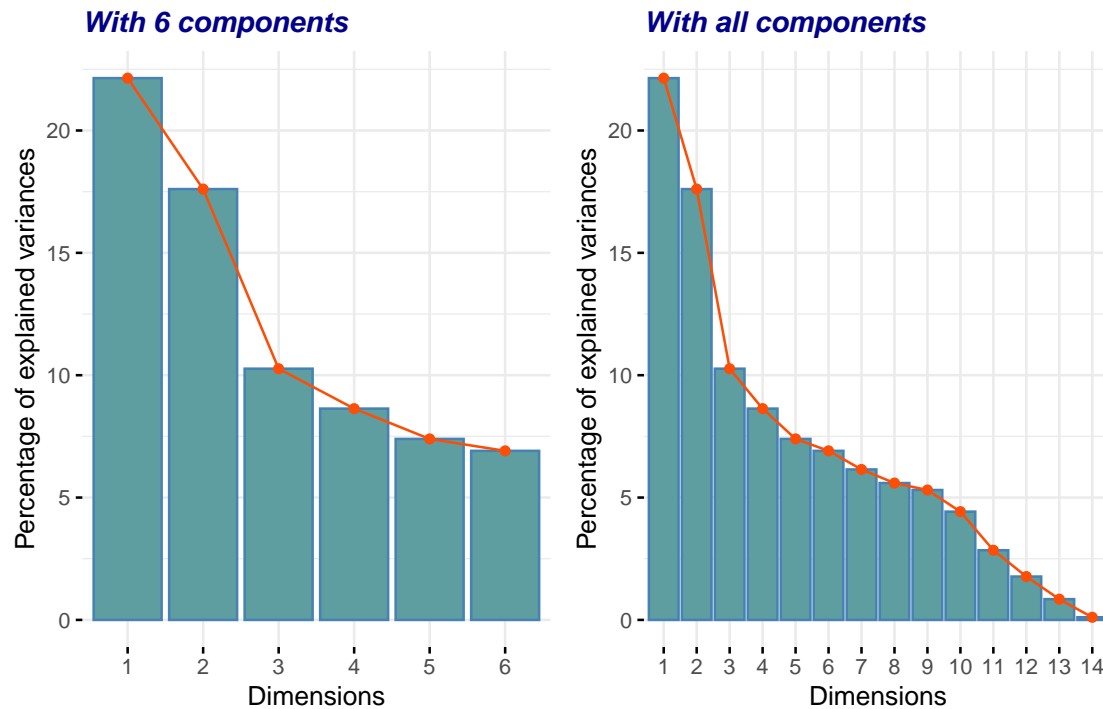 With 6 components
Percentage of explained variances
20
15
10
5
0
1 2 3 4 5 6
Dimensions
With all components
Percentage of explained variances
20
15
10
5
0
1 2 3 4 5 6 7 8 9 10 11 12 13 14
Dimensions